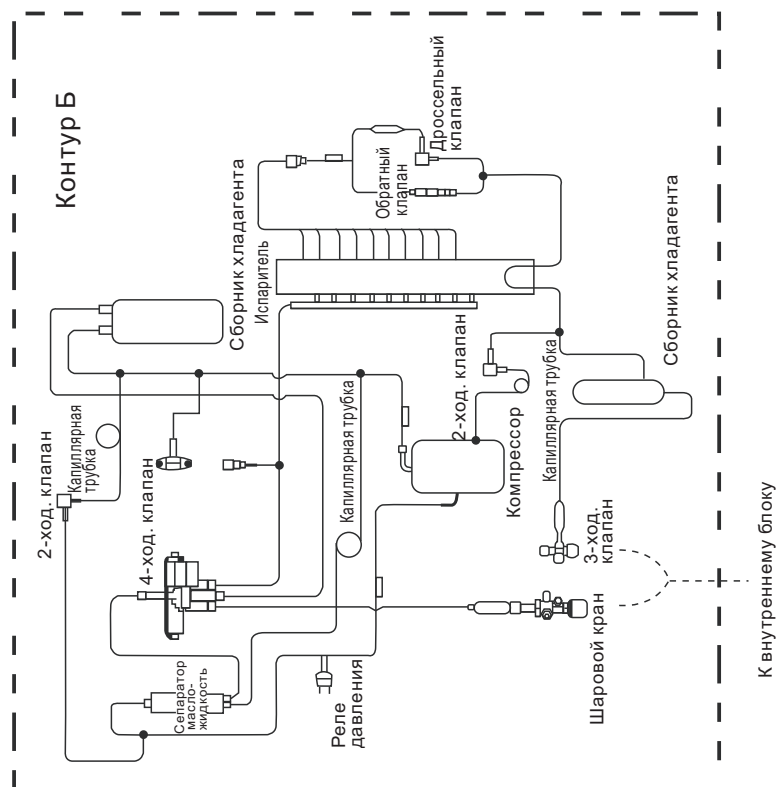 Контур Б
Дроссельный
клапан
Обратный
клапан
Сборник хладагента
Испаритель
Сборник хладагента
2-ход. клапан
Капиллярная трубка
Компрессор
Капиллярная трубка
2-ход. клапан
Капиллярная
трубка
4-ход. клапан
3-ход.
клапан
Шаровой кран
К внутреннему блоку
Сепаратор
масло-
жидкость
Реле
давления